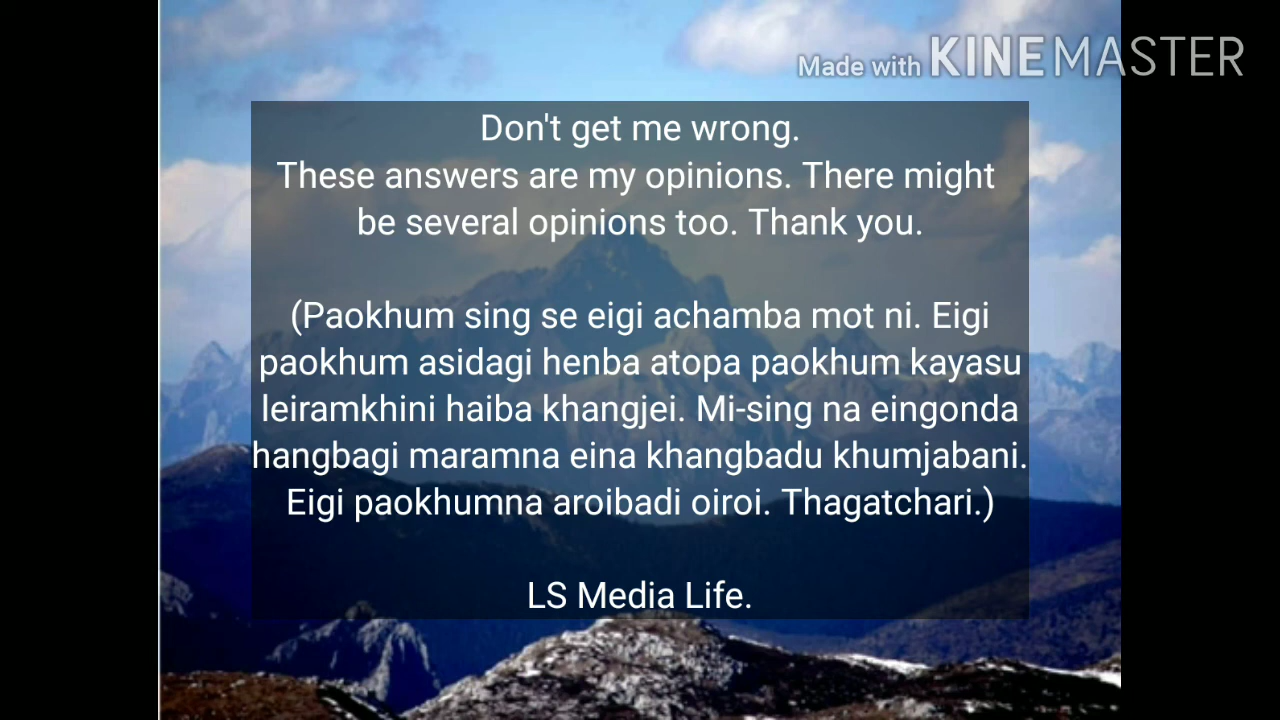 Made with KINEMASTER
Don't get me wrong.
These answers are my opinions. There might
be several opinions too. Thank you.
(Paokhum sing se eigi achamba mot ni. Eigi
paokhum asidagi henba atopa paokhum kayasu
leiramkhini haiba khangjei. Mi-sing na eingonda
hangbagi maramna eina khangbadu khumjabani.
Eigi paokhumna aroibadi oiroi. Thagatchari.)
LS Media Life.